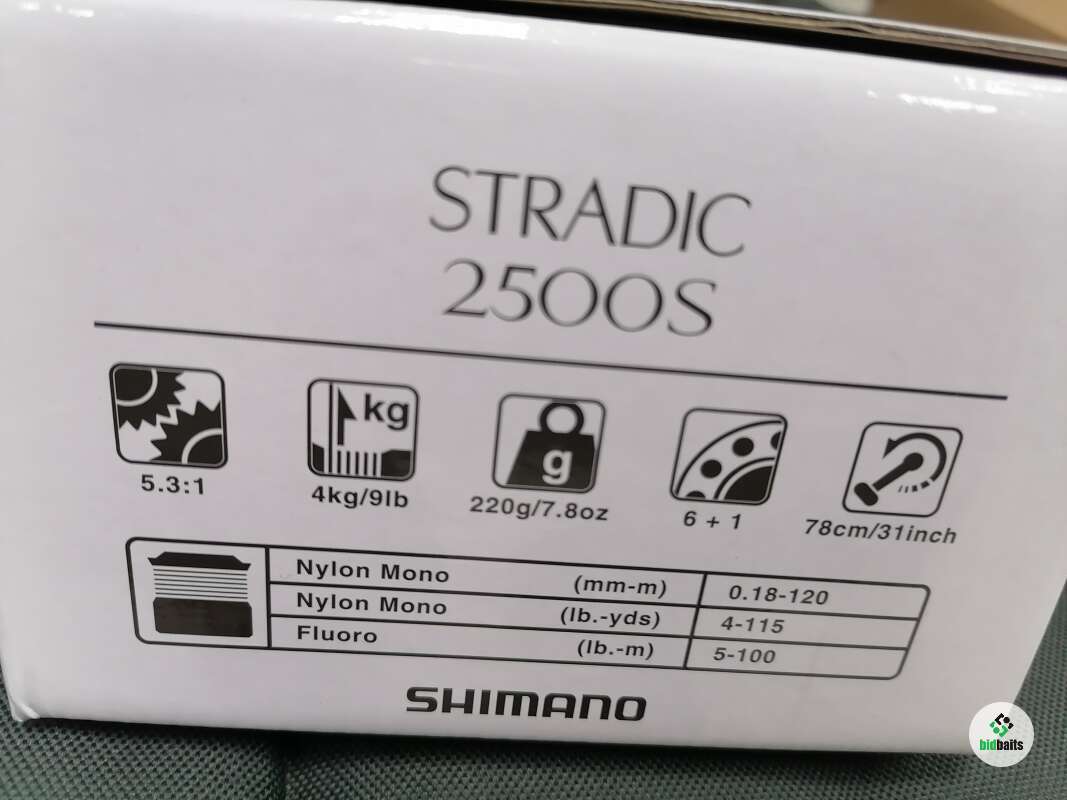 STRADIC
2500S
kg
g
5.3:1
4kg/9lb
220g/7.8oz
6 + 1
78cm/31inch
Nylon Mono (mm-m) 0.18-120
Nylon Mono (lb.-yds) 4-115
Fluoro (lb.-m) 5-100
SHIMANO
bidbaits